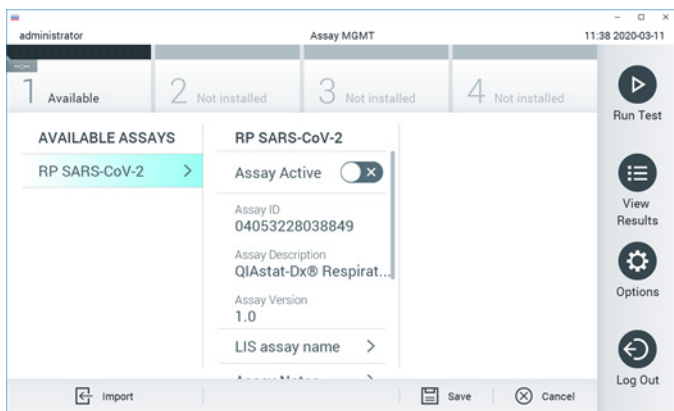 administrator Assay MGMT 11:38 2020-03-11
1 Available 2 Not installed 3 Not installed 4 Not installed
Run Test
AVAILABLE ASSAYS RP SARS-CoV-2
RP SARS-CoV-2 Assay Active
Assay ID
04053228038849
View
Results
Assay Description
QIAstat-Dx® Respirat...
Options
Assay Version
1.0
LIS assay name
Assay Notes
Log Out
Import Save Cancel